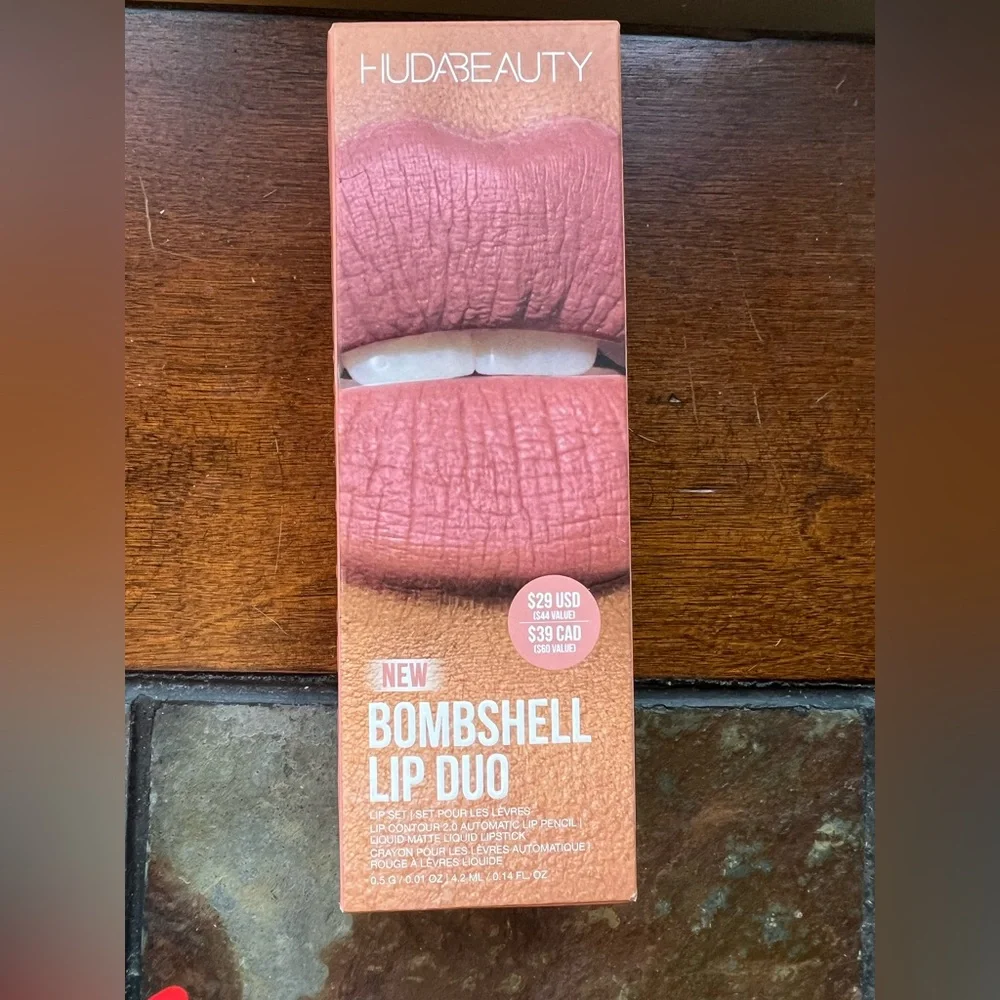 HUDABEAUTY
$29 USD
($44 VALUE)
$39 CAD
($60 VALUE)
NEW
BOMBSHELL
LIP DUO
LIP SET | SET POUR LES LÈVRES
LIP CONTOUR 2.0 AUTOMATIC LIP PENCIL |
LIQUID MATTE LIQUID LIPSTICK
CRAYON POUR LES LÈVRES AUTOMATIQUE |
ROUGE À LÈVRES LIQUIDE
0.5 G / 0.01 OZ | 4.2 ML / 0.14 FL. OZ